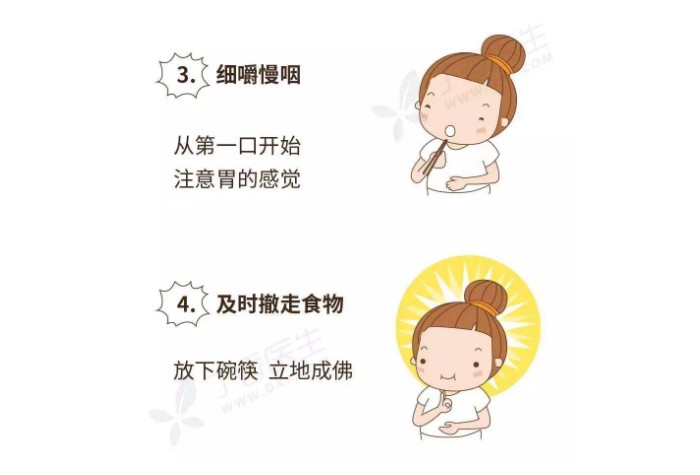 3. 细嚼慢咽
从第一口开始
注意胃的感觉
4. 及时撤走食物
放下碗筷 立地成佛